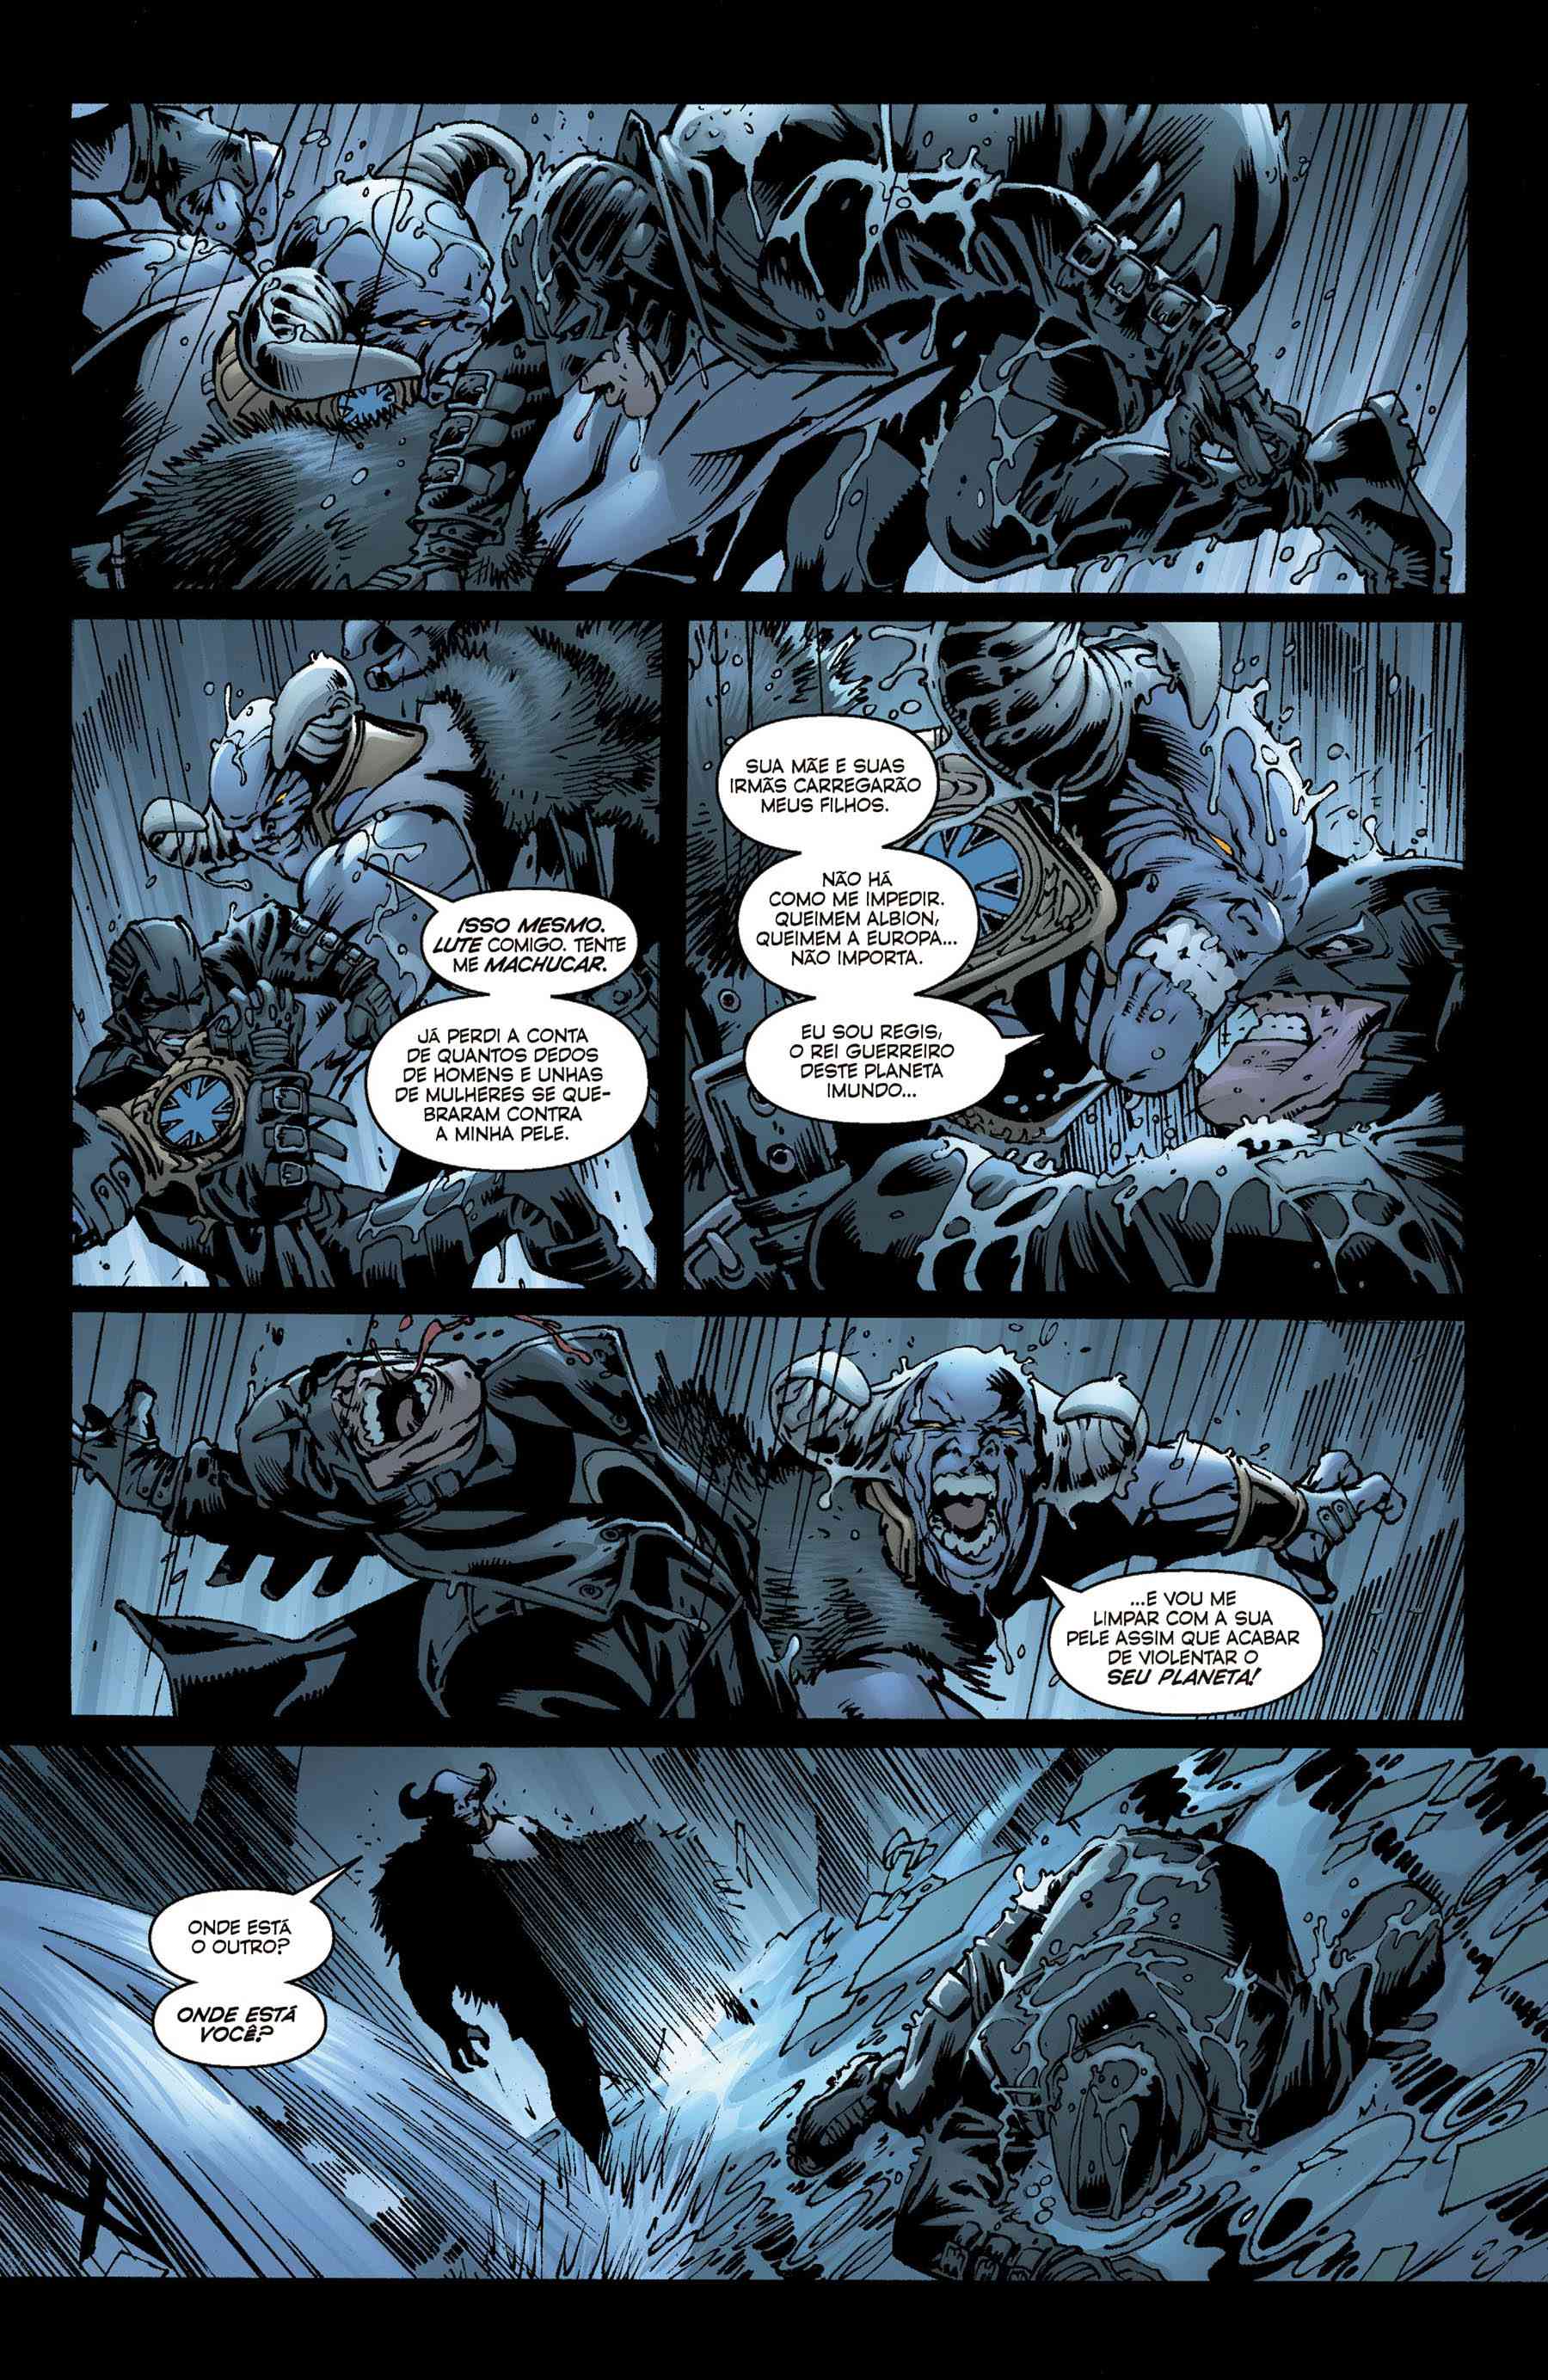 ISSO MESMO.
LUTE COMIGO. TENTE
ME MACHUCAR.
JÁ PERDI A CONTA
DE QUANTOS DEDOS
DE HOMENS E UNHAS
DE MULHERES SE QUE-
BRARAM CONTRA
A MINHA PELE.
SUA MÃE E SUAS
IRMÃS CARREGARÃO
MEUS FILHOS.
NÃO HÁ
COMO ME IMPEDIR.
QUEIMEM ALBION,
QUEIMEM A EUROPA...
NÃO IMPORTA.
EU SOU REGIS,
O REI GUERREIRO
DESTE PLANETA
IMUNDO...
...E VOU ME
LIMPAR COM A SUA
PELE ASSIM QUE ACABAR
DE VIOLENTAR O
SEU PLANETA!
ONDE ESTÁ
O OUTRO?
ONDE ESTÁ
VOCÊ?